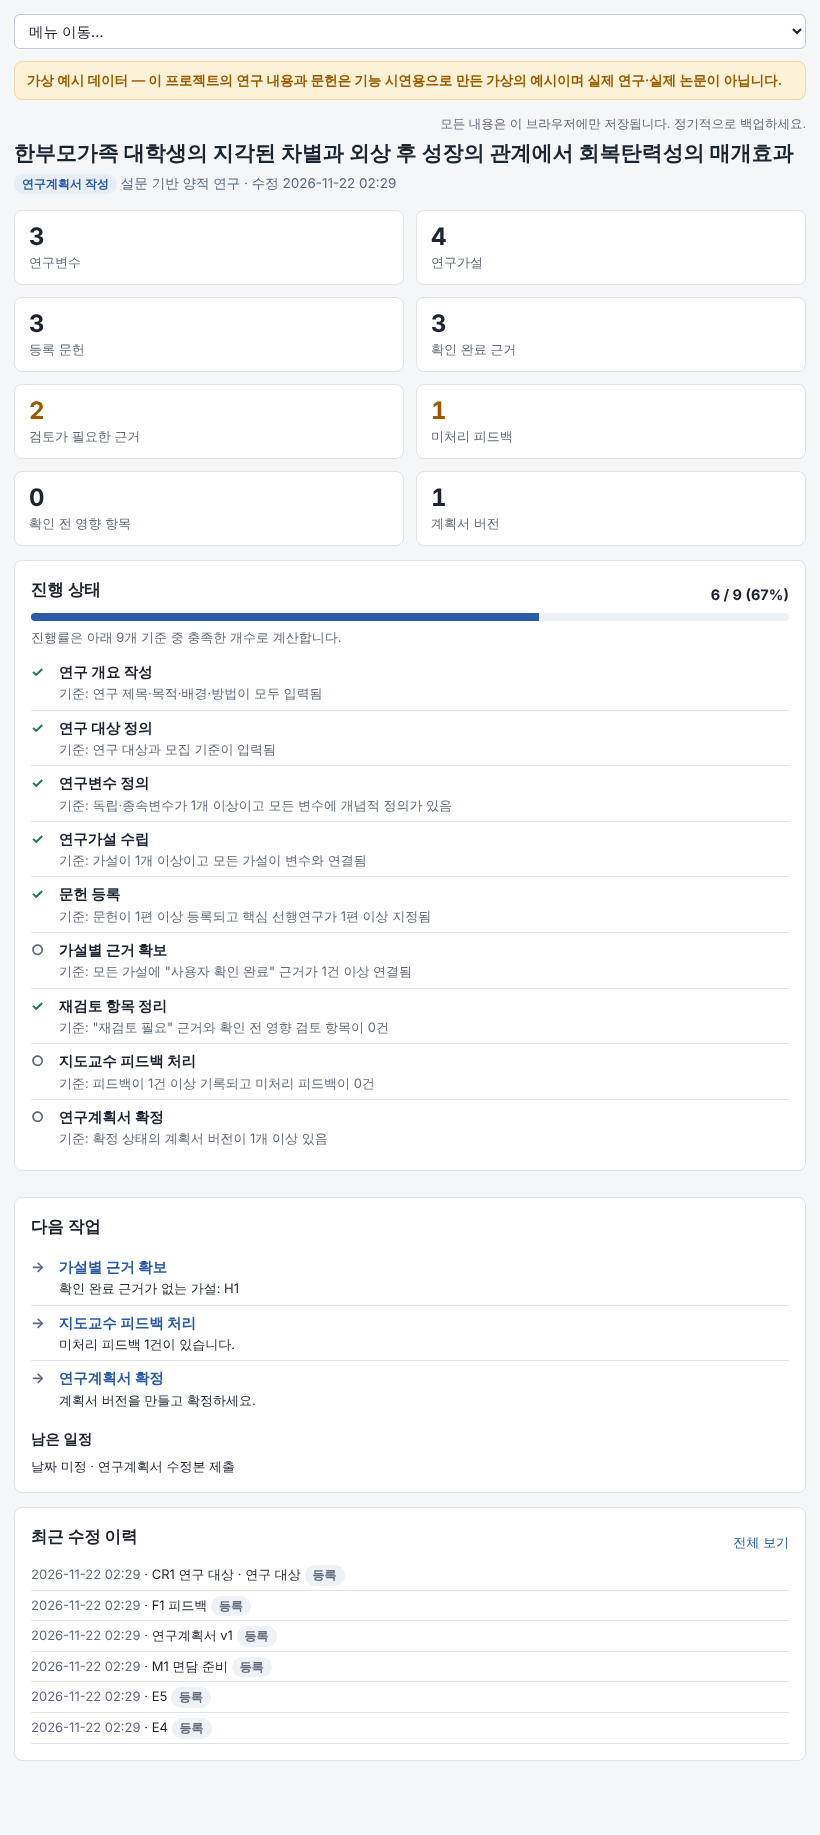 메뉴 이동...
가상 예시 데이터 — 이 프로젝트의 연구 내용과 문헌은 기능 시연용으로 만든 가상의 예시이며 실제 연구·실제 논문이 아닙니다.
모든 내용은 이 브라우저에만 저장됩니다. 정기적으로 백업하세요.
한부모가족 대학생의 지각된 차별과 외상 후 성장의 관계에서 회복탄력성의 매개효과
연구계획서 작성 설문 기반 양적 연구 · 수정 2026-11-22 02:29
3
연구변수
4
연구가설
3
등록 문헌
3
확인 완료 근거
2
검토가 필요한 근거
1
미처리 피드백
0
확인 전 영향 항목
1
계획서 버전
진행 상태
6 / 9 (67%)
진행률은 아래 9개 기준 중 충족한 개수로 계산합니다.
✓ 연구 개요 작성
기준: 연구 제목·목적·배경·방법이 모두 입력됨
✓ 연구 대상 정의
기준: 연구 대상과 모집 기준이 입력됨
✓ 연구변수 정의
기준: 독립·종속변수가 1개 이상이고 모든 변수에 개념적 정의가 있음
✓ 연구가설 수립
기준: 가설이 1개 이상이고 모든 가설이 변수와 연결됨
✓ 문헌 등록
기준: 문헌이 1편 이상 등록되고 핵심 선행연구가 1편 이상 지정됨
○ 가설별 근거 확보
기준: 모든 가설에 "사용자 확인 완료" 근거가 1건 이상 연결됨
✓ 재검토 항목 정리
기준: "재검토 필요" 근거와 확인 전 영향 검토 항목이 0건
○ 지도교수 피드백 처리
기준: 피드백이 1건 이상 기록되고 미처리 피드백이 0건
○ 연구계획서 확정
기준: 확정 상태의 계획서 버전이 1개 이상 있음
다음 작업
→ 가설별 근거 확보
확인 완료 근거가 없는 가설: H1
→ 지도교수 피드백 처리
미처리 피드백 1건이 있습니다.
→ 연구계획서 확정
계획서 버전을 만들고 확정하세요.
남은 일정
날짜 미정 · 연구계획서 수정본 제출
최근 수정 이력
전체 보기
2026-11-22 02:29 · CR1 연구 대상 · 연구 대상 등록
2026-11-22 02:29 · F1 피드백 등록
2026-11-22 02:29 · 연구계획서 v1 등록
2026-11-22 02:29 · M1 면담 준비 등록
2026-11-22 02:29 · E5 등록
2026-11-22 02:29 · E4 등록